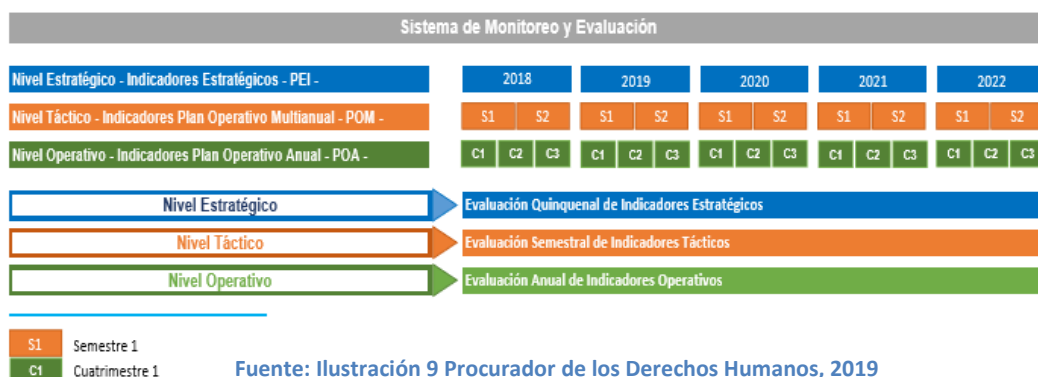 Sistema de Monitoreo y Evaluación
Nivel Estratégico - Indicadores Estratégicos - PEI - 2018 2019 2020 2021 2022
Nivel Táctico - Indicadores Plan Operativo Multianual - POM - S1 S2 S1 S2 S1 S2 S1 S2 S1 S2
Nivel Operativo - Indicadores Plan Operativo Anual - POA - C1 C2 C3 C1 C2 C3 C1 C2 C3 C1 C2 C3 C1 C2 C3
Nivel Estratégico Evaluación Quinquenal de Indicadores Estratégicos
Nivel Táctico Evaluación Semestral de Indicadores Tácticos
Nivel Operativo Evaluación Anual de Indicadores Operativos
S1 Semestre 1
C1 Cuatrimestre 1
Fuente: Ilustración 9 Procurador de los Derechos Humanos, 2019